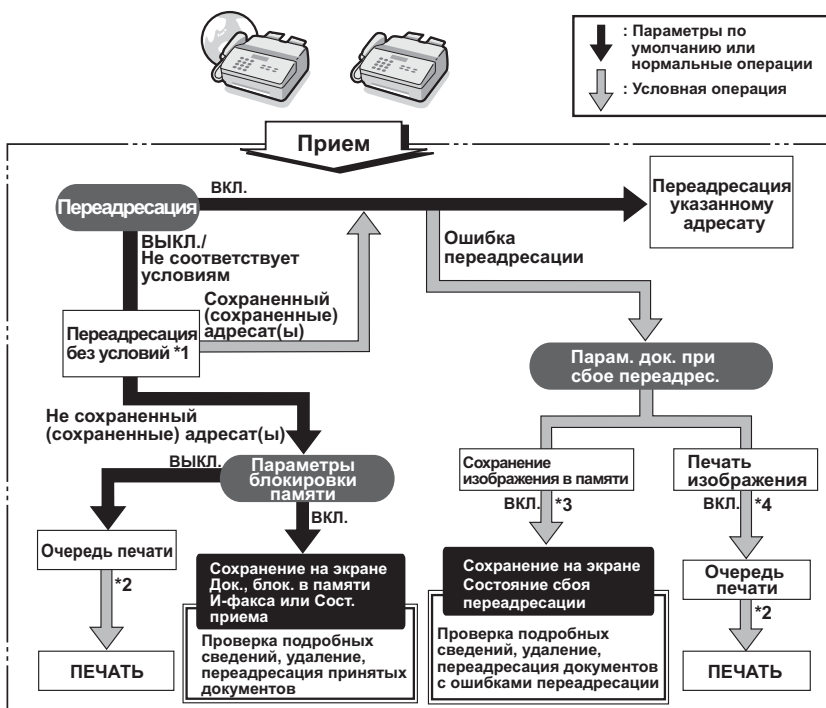 : Параметры по
умолчанию или
нормальные операции
: Условная операция
Прием
Переадресация
ВКЛ.
Переадресация
указанному
адресату
ВЫКЛ./
Не соответствует
условиям
Ошибка
переадресации
Сохраненный
(сохраненные)
адресат(ы)
Переадресация
без условий *1
Парам. док. при
сбое переадрес.
Не сохраненный
(сохраненные) адресат(ы)
ВЫКЛ.
Параметры
блокировки
памяти
ВКЛ.
Сохранение
изображения в памяти
ВКЛ. *3
Печать
изображения
ВКЛ. *4
Очередь печати
*2
ПЕЧАТЬ
Сохранение на экране
Док., блок. в памяти
И-факса или Сост.
приема
Проверка подробных
сведений, удаление,
переадресация принятых
документов
Сохранение на экране
Состояние сбоя
переадресации
Проверка подробных
сведений, удаление,
переадресация документов
с ошибками переадресации
Очередь
печати
*2
ПЕЧАТЬ